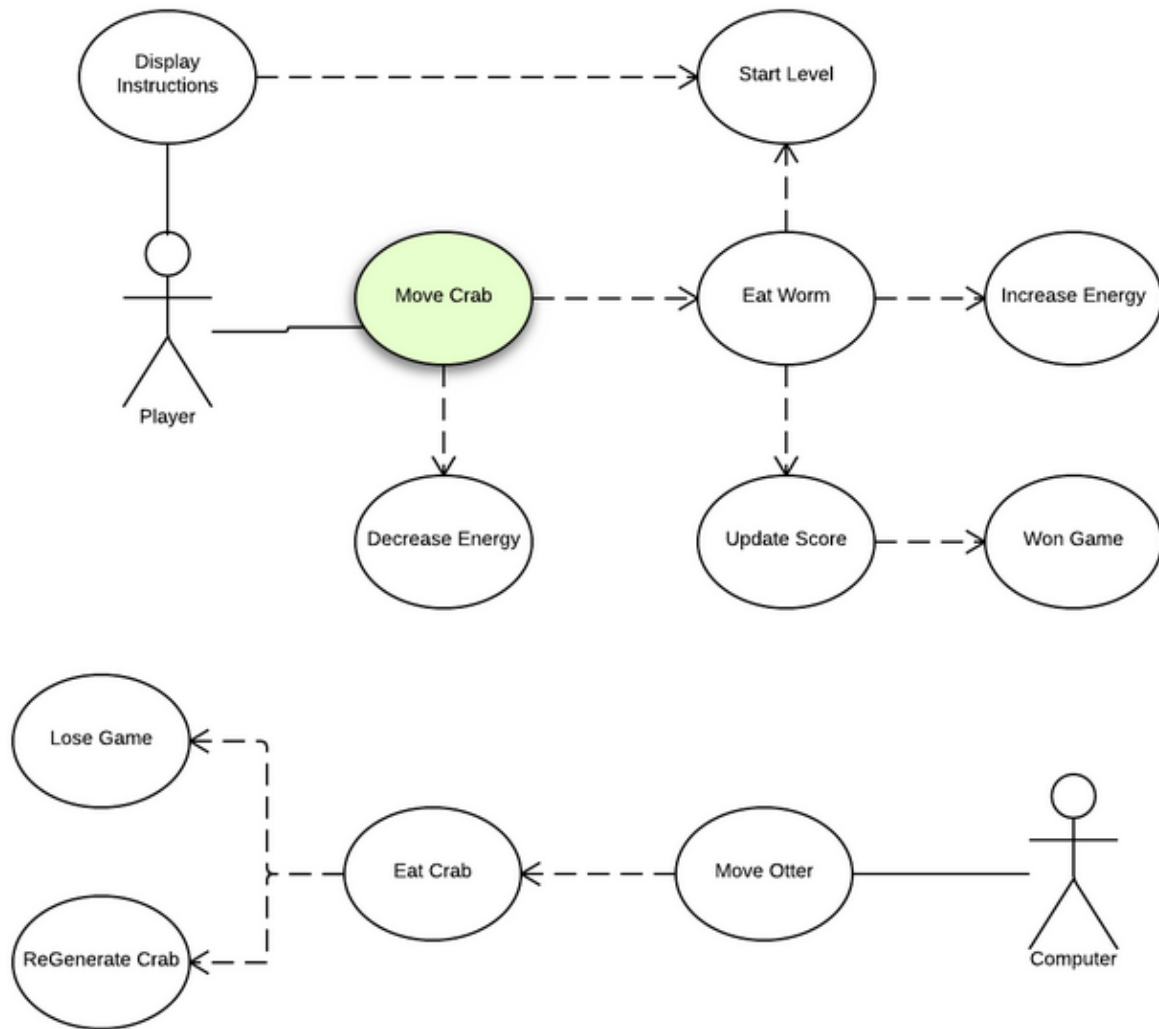 Display
Instructions
Start Level
Move Crab
Eat Worm
Increase Energy
Player
Decrease Energy
Update Score
Won Game
Lose Game
Eat Crab
Move Otter
ReGenerate Crab
Computer